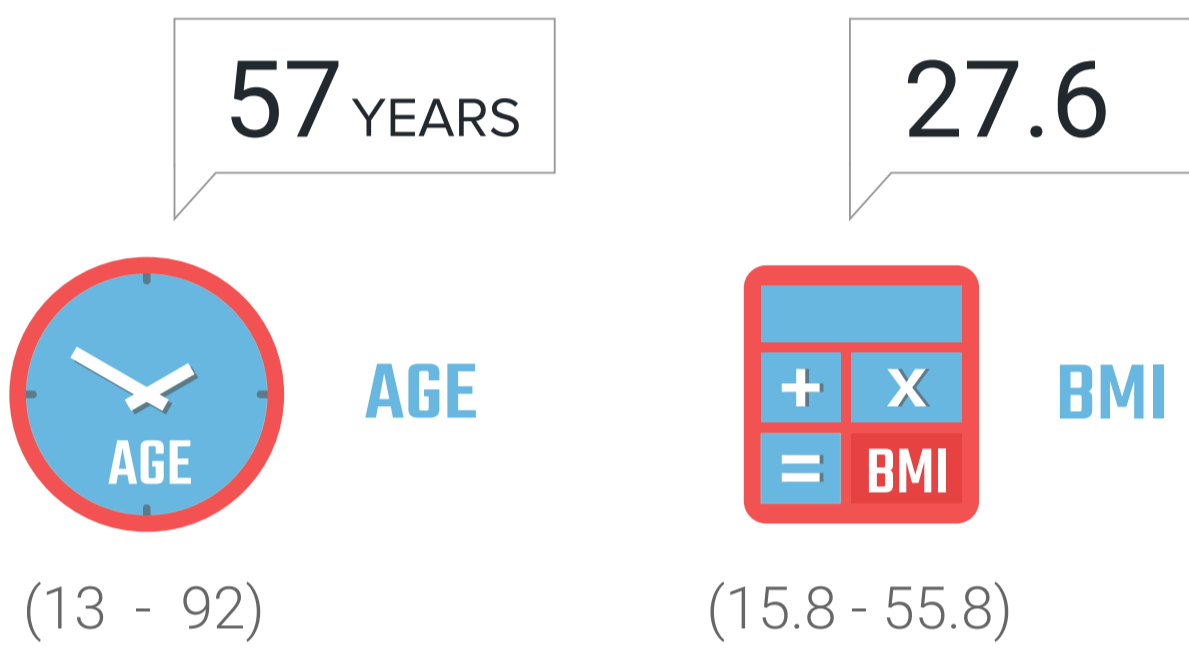 57 YEARS
27.6
AGE
AGE
+ x
= BMI
BMI
(13 - 92)
(15.8 - 55.8)